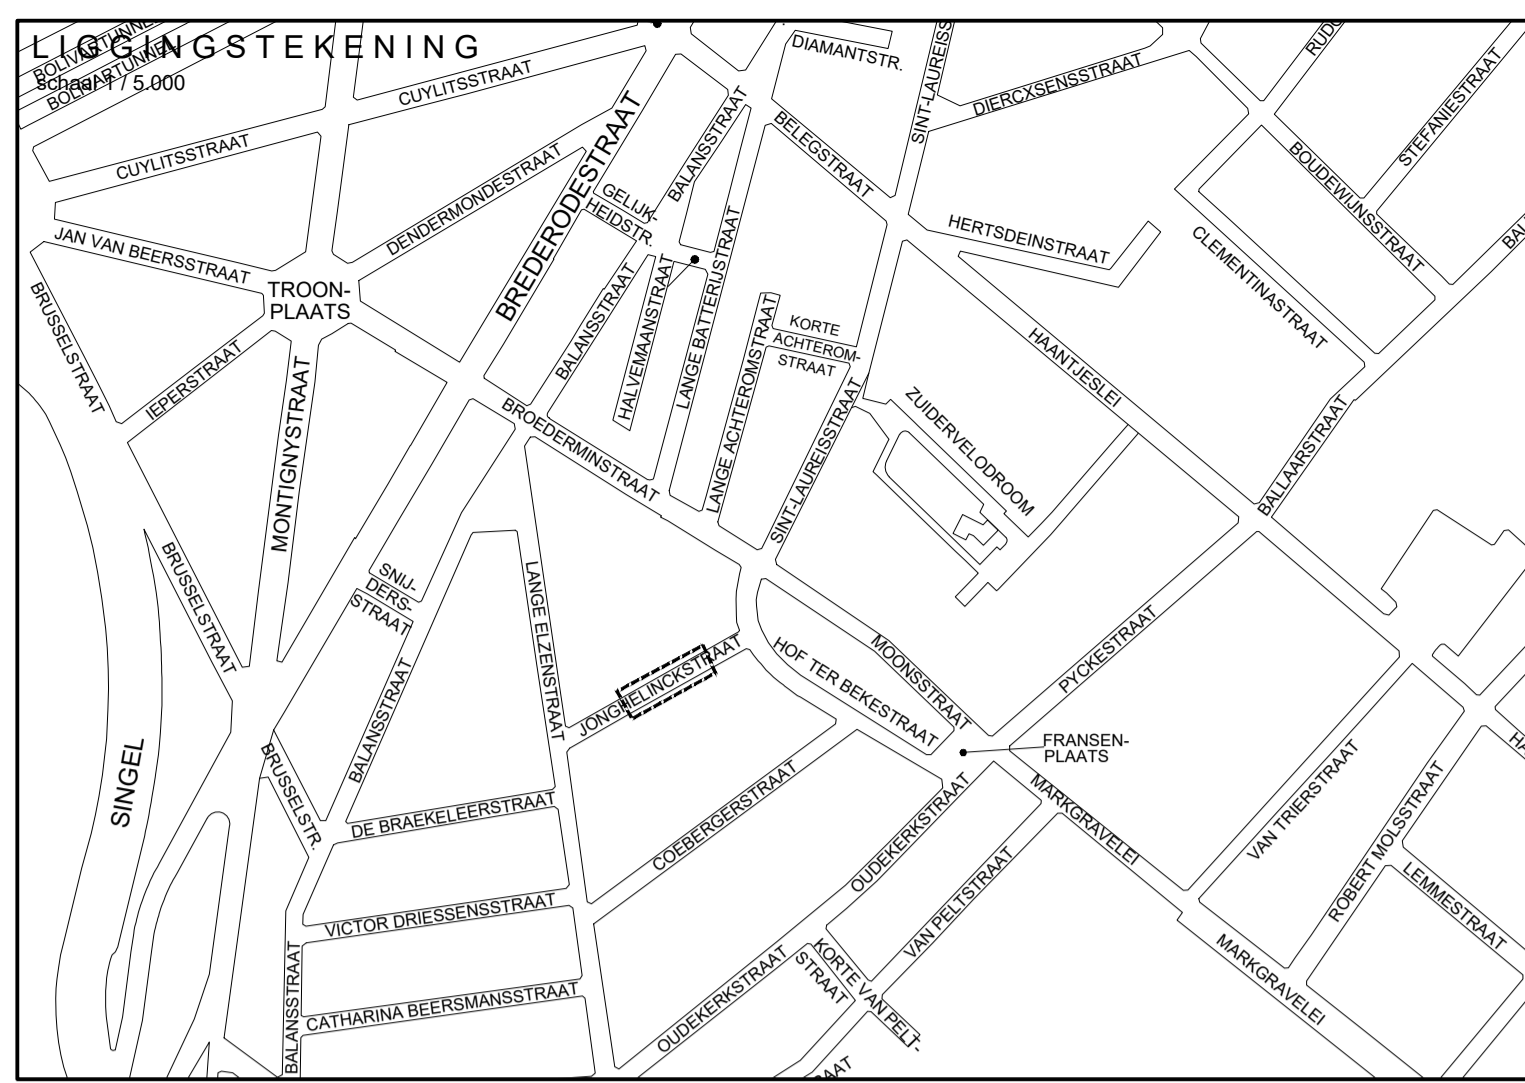 LIGGINGSTEKENING
schaal 1 / 5.000
BOLIVARTUNNEL
BOLIVARTUNNEL
CUYLITSSTRAAT
CUYLITSSTRAAT
DIAMANTSTR.
SINT-LAUREISS
DIERCXSENSSTRAAT
STEFANIESTRAAT
BREDERODESTRAAT
BALANSSTRAAT
BELEGSTRAAT
BOUDEWIJNSSTRAAT
DENDERMONDESTRAAT
GELIJK-
HEIDSTR.
JAN VAN BEERSSTRAAT
HERTSDEINSTRAAT
CLEMENTINASTRAAT
TROON-
PLAATS
BRUSSELSTRAAT
IEPERSTRAAT
MONTIGNYSTRAAT
BALANSSTRAAT
HALVEMAANSTRAAT
LANGE BATTERIJSTRAAT
LANGE ACHTEROMSTRAAT
KORTE
ACHTEROM-
STRAAT
HAANTJESLEI
BROEDERMINSTRAAT
SINT-LAUREISSTRAAT
ZUIDERVELODROOM
BALLAARSTRAAT
BRUSSELSTRAAT
SNIJ-
DERS-
STRAAT
LANGE ELZENSTRAAT
JONGHELINCKSTRAAT
HOF TER BEKESTRAAT
MOONSSTRAAT
PYCKESTRAAT
FRANSEN-
PLAATS
SINGEL
BRUSSELSTR.
BALANSSTRAAT
DE BRAEKELEERSTRAAT
COEBERGERSTRAAT
OUDEKERKSTRAAT
MARKGRAVELEI
VAN TRIERSTRAAT
ROBERT MOLSSTRAAT
LEMMESTRAAT
VICTOR DRIESSENSSTRAAT
VAN PELTSTRAAT
BALANSSTRAAT
CATHARINA BEERSMANSSTRAAT
OUDEKERKSTRAAT
KORTE VAN PELT-
STRAAT
MARKGRAVELEI